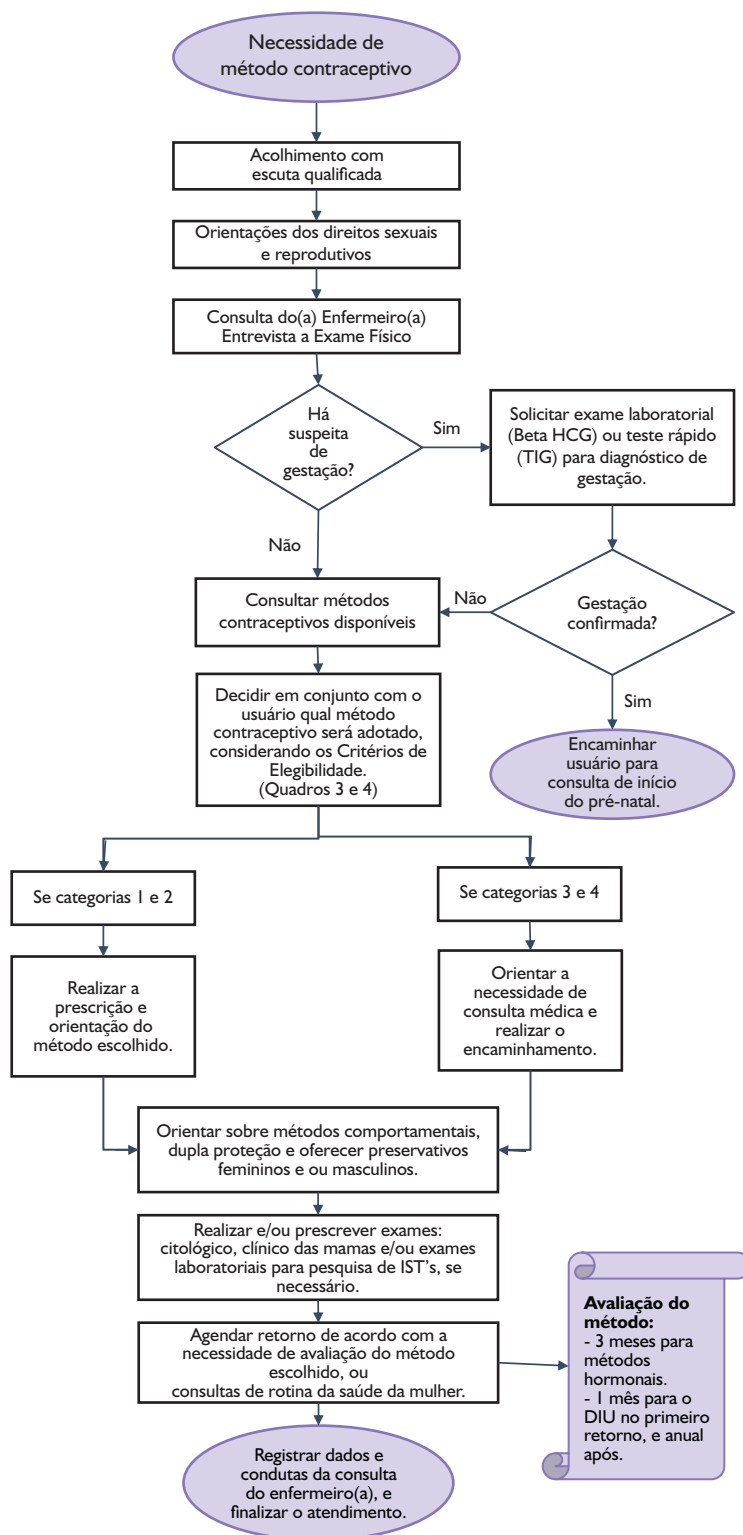 Necessidade de
método contraceptivo
Acolhimento com
escuta qualificada
Orientações dos direitos sexuais
e reprodutivos
Consulta do(a) Enfermeiro(a)
Entrevista a Exame Físico
Há
suspeita
de
gestação?
Sim
Solicitar exame laboratorial
(Beta HCG) ou teste rápido
(TIG) para diagnóstico de
gestação.
Não
Consultar métodos
contraceptivos disponíveis
Não
Gestação
confirmada?
Sim
Encaminhar
usuário para
consulta de início
do pré-natal.
Decidir em conjunto com o
usuário qual método
contraceptivo será adotado,
considerando os Critérios de
Elegibilidade.
(Quadros 3 e 4)
Se categorias 1 e 2
Se categorias 3 e 4
Realizar a
prescrição e
orientação do
método escolhido.
Orientar a
necessidade de
consulta médica e
realizar o
encaminhamento.
Orientar sobre métodos comportamentais,
dupla proteção e oferecer preservativos
femininos e ou masculinos.
Realizar e/ou prescrever exames:
citológico, clínico das mamas e/ou exames
laboratoriais para pesquisa de IST's, se
necessário.
Agendar retorno de acordo com a
necessidade de avaliação do método
escolhido, ou
consultas de rotina da saúde da mulher.
Avaliação do
método:
- 3 meses para
métodos
hormonais.
- 1 mês para o
DIU no primeiro
retorno, e anual
após.
Registrar dados e
condutas da consulta
do enfermeiro(a), e
finalizar o atendimento.